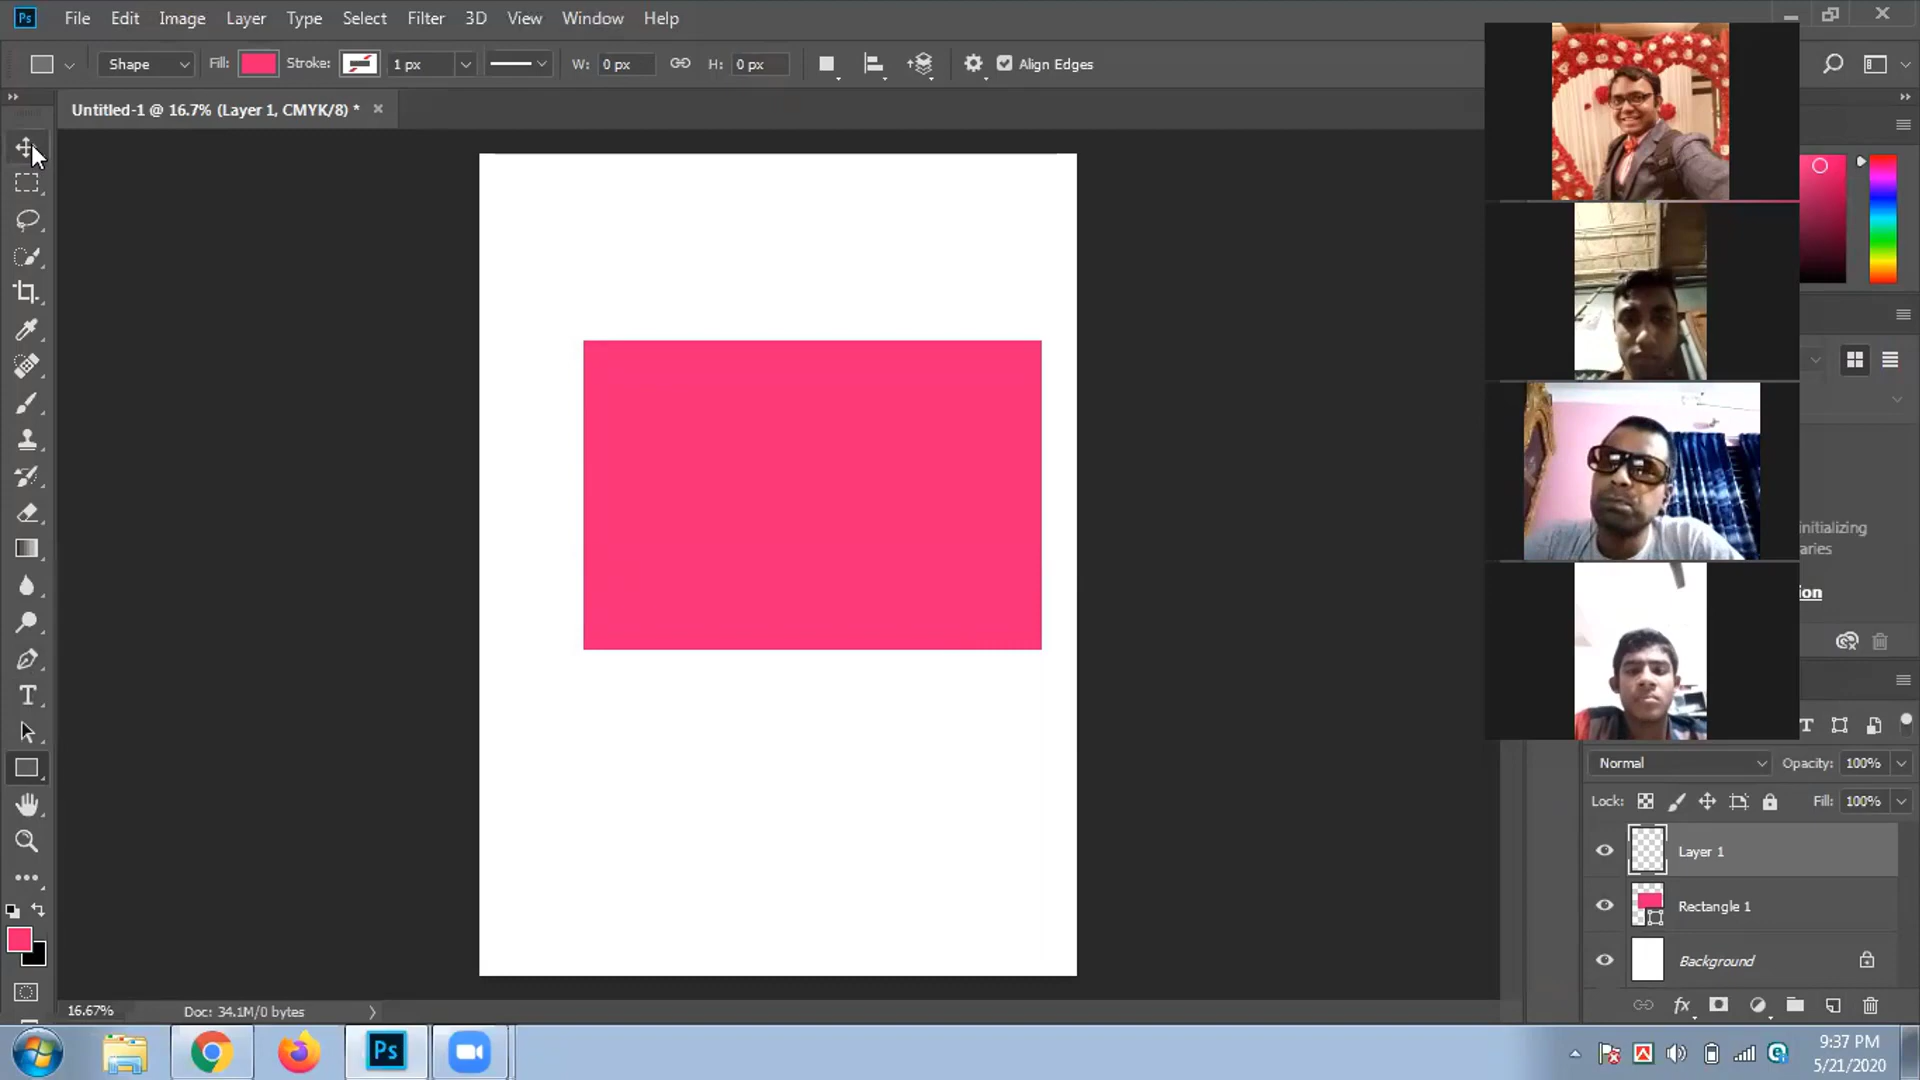 Ps File Edit Image Layer Type Select Filter 3D View Window Help
Shape Fill: Stroke: 1 px W: 0 px H: 0 px Align Edges
Untitled-1 @ 16.7% (Layer 1, CMYK/8) *
initializing
aries
ion
Normal Opacity: 100%
Lock: Fill: 100%
Layer 1
Rectangle 1
Background
fx
16.67% Doc: 34.1M/0 bytes
Ps
9:37 PM
5/21/2020